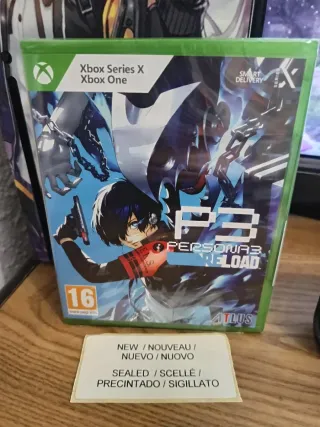 XBOX
Xbox Series X
Xbox One
SMART
DELIVERY
P3
PERSONA3
RELOAD
16
ATLUS
NEW / NOUVEAU /
NUEVO / NUOVO
SEALED / SCELLÉ /
PRECINTADO / SIGILLATO